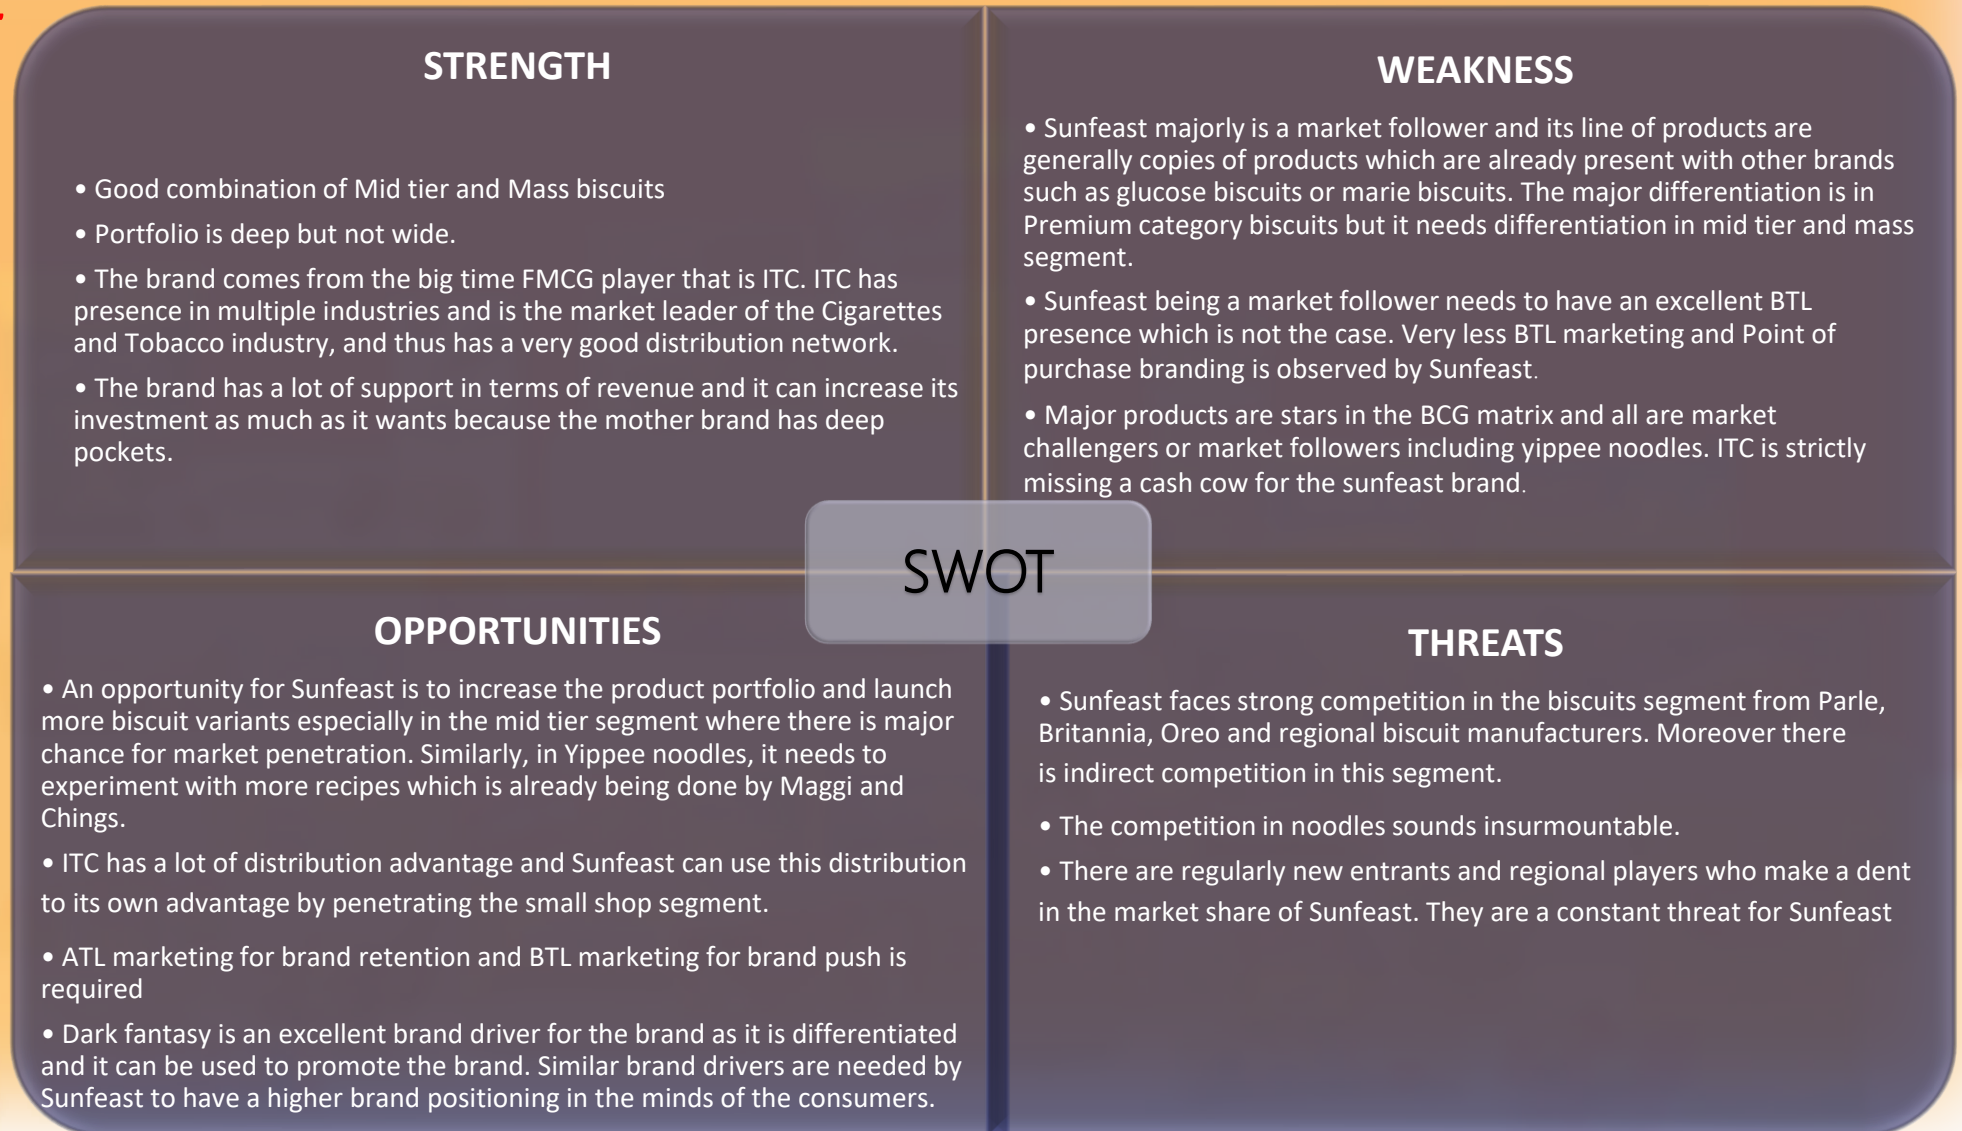 STRENGTH
• Good combination of Mid tier and Mass biscuits
• Portfolio is deep but not wide.
• The brand comes from the big time FMCG player that is ITC. ITC has
presence in multiple industries and is the market leader of the Cigarettes
and Tobacco industry, and thus has a very good distribution network.
• The brand has a lot of support in terms of revenue and it can increase its
investment as much as it wants because the mother brand has deep
pockets.
WEAKNESS
• Sunfeast majorly is a market follower and its line of products are
generally copies of products which are already present with other brands
such as glucose biscuits or marie biscuits. The major differentiation is in
Premium category biscuits but it needs differentiation in mid tier and mass
segment.
• Sunfeast being a market follower needs to have an excellent BTL
presence which is not the case. Very less BTL marketing and Point of
purchase branding is observed by Sunfeast.
• Major products are stars in the BCG matrix and all are market
challengers or market followers including yippee noodles. ITC is strictly
missing a cash cow for the sunfeast brand.
SWOT
OPPORTUNITIES
• An opportunity for Sunfeast is to increase the product portfolio and launch
more biscuit variants especially in the mid tier segment where there is major
chance for market penetration. Similarly, in Yippee noodles, it needs to
experiment with more recipes which is already being done by Maggi and
Chings.
• ITC has a lot of distribution advantage and Sunfeast can use this distribution
to its own advantage by penetrating the small shop segment.
• ATL marketing for brand retention and BTL marketing for brand push is
required
• Dark fantasy is an excellent brand driver for the brand as it is differentiated
and it can be used to promote the brand. Similar brand drivers are needed by
Sunfeast to have a higher brand positioning in the minds of the consumers.
THREATS
• Sunfeast faces strong competition in the biscuits segment from Parle,
Britannia, Oreo and regional biscuit manufacturers. Moreover there
is indirect competition in this segment.
• The competition in noodles sounds insurmountable.
• There are regularly new entrants and regional players who make a dent
in the market share of Sunfeast. They are a constant threat for Sunfeast